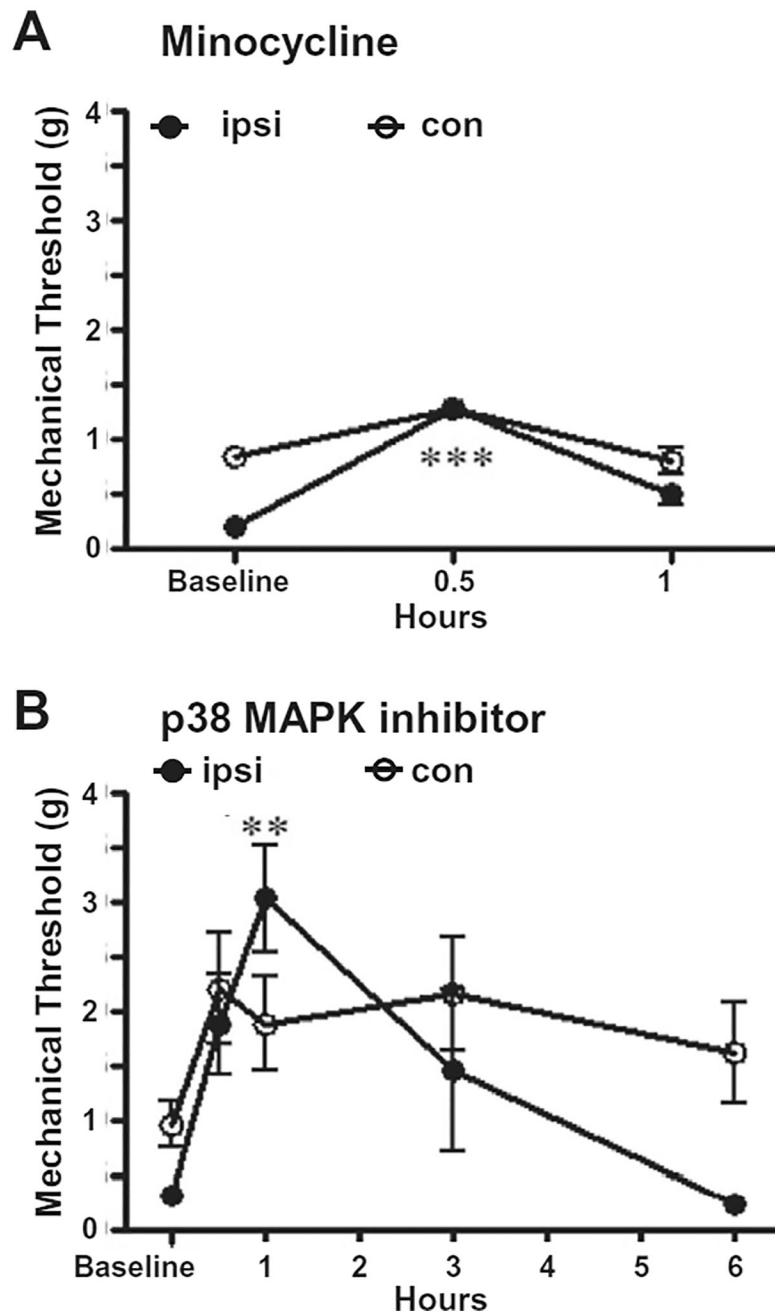 A Minocycline
ipsi con
Mechanical Threshold (g)
4
3
2
1
0
***
Baseline 0.5 1
Hours
B p38 MAPK inhibitor
ipsi con
Mechanical Threshold (g)
4
3
2
1
0
**
Baseline 1 2 3 4 5 6
Hours